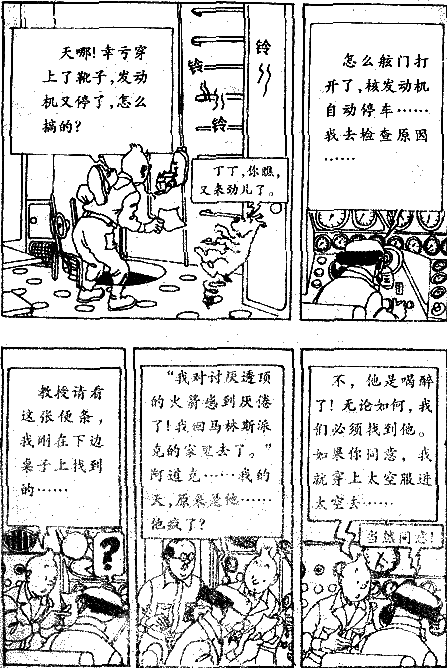 天哪！幸亏穿
上了靴子，发动
机又停了，怎么
搞的？
铃
铃
铃
丁丁，你瞧，
又来劲儿了。
怎么舷门打
开了，核发动机
自动停车……
我去检查原因
……
教授请看
这张便条，
我刚在下边
桌子上找到
的……
？
“我对讨厌透顶
的火箭感到厌倦
了！我回马林斯派
克的家里去了。”
阿道克……我的
天，原来是他……
他疯了？
不，他是喝醉
了！无论如何，我
们必须找到他。
如果你同意，我
就穿上太空服进
太空去……
当然同意！